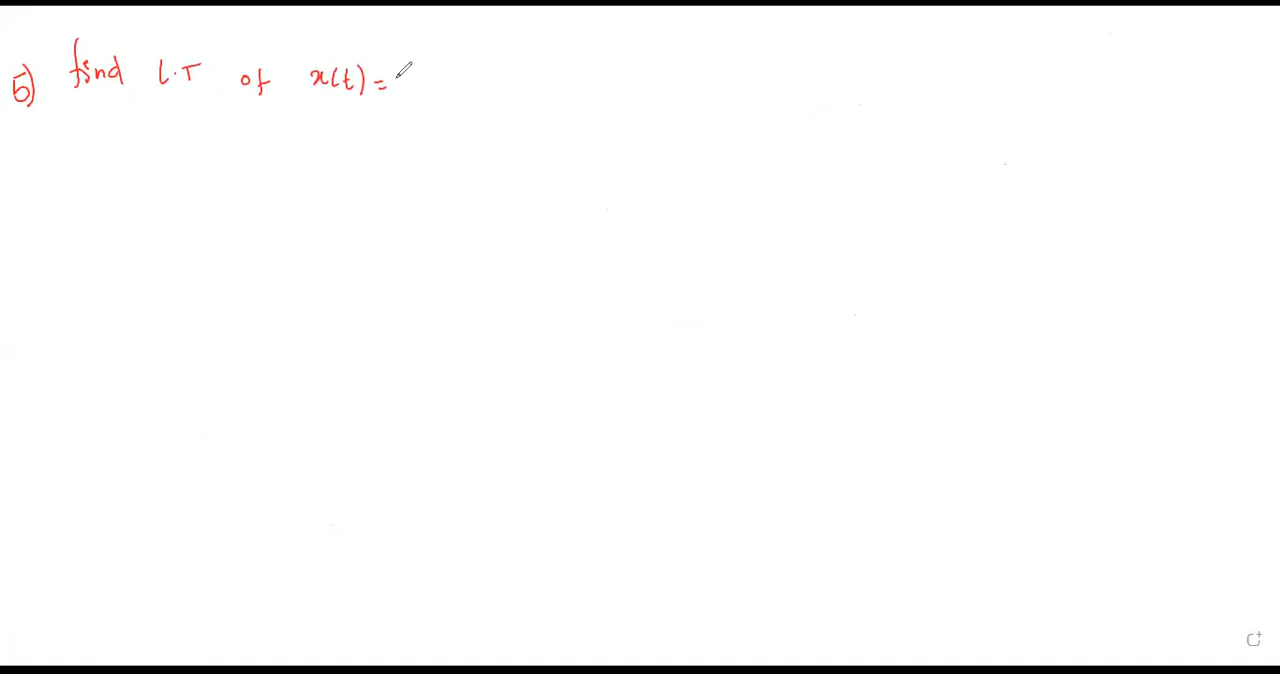 5) find L.T of x(t)=